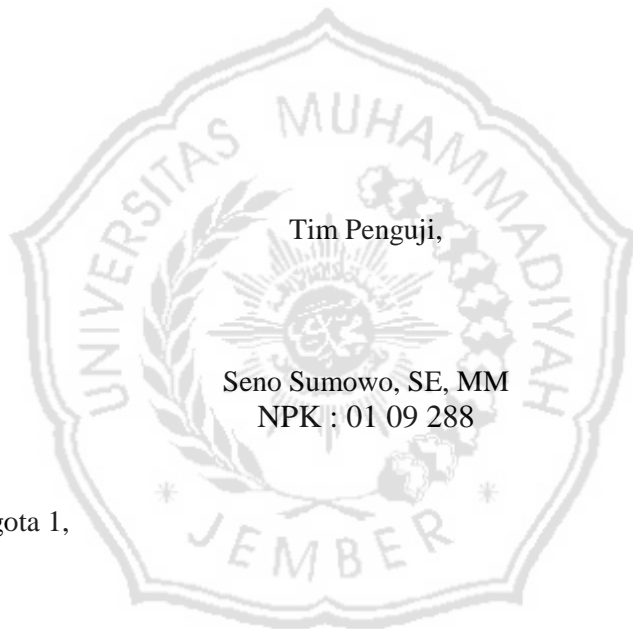 UNIVERSITAS MUHAMMADIYAH
Tim Penguji,
Seno Sumowo, SE, MM
NPK : 01 09 288
gota 1,
JEMBER